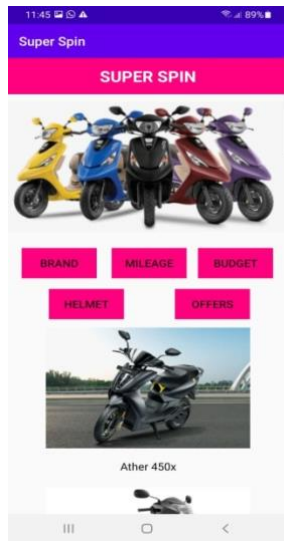 11:45 89%
Super Spin
SUPER SPIN
BRAND MILEAGE BUDGET
HELMET OFFERS
Ather 450x